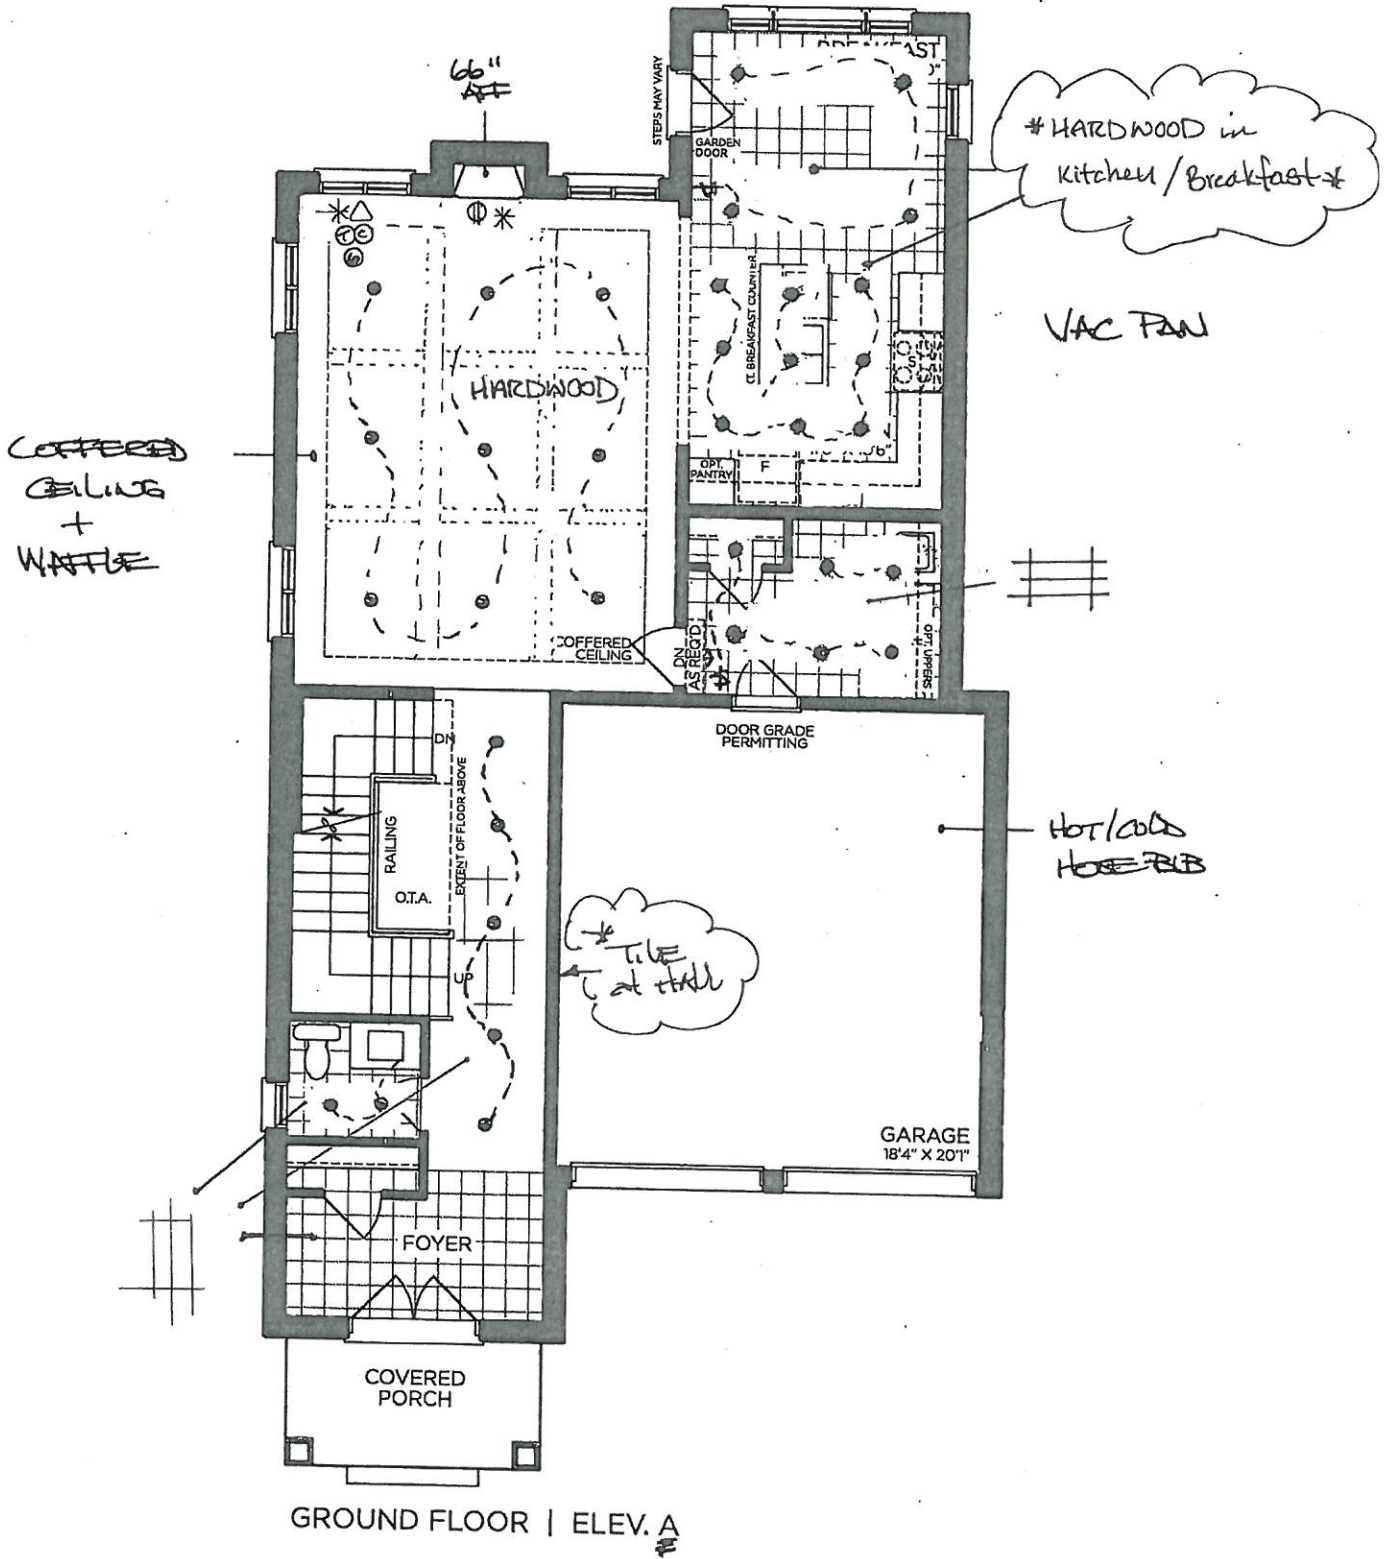 BREAKFAST
66"
AFF
STEPS MAY VARY
GARDEN
DOOR
*HARDWOOD in
Kitchen/Breakfast*
VAC PAN
BREAKFAST COUNTER
HARDWOOD
S
OPT.
PANTRY
F
COFFERED
CEILING
+
WAFFLE
T C
S
COFFERED
CEILING
DN
AS REQ'D
OPT. UPPERS
DOOR GRADE
PERMITTING
DN
EXTENT OF FLOOR ABOVE
RAILING
O.T.A.
UP
HOT/COLD
HOSE BIB
*TILE
at HALL
GARAGE
18'4" X 20'1"
FOYER
COVERED
PORCH
GROUND FLOOR | ELEV. A
E